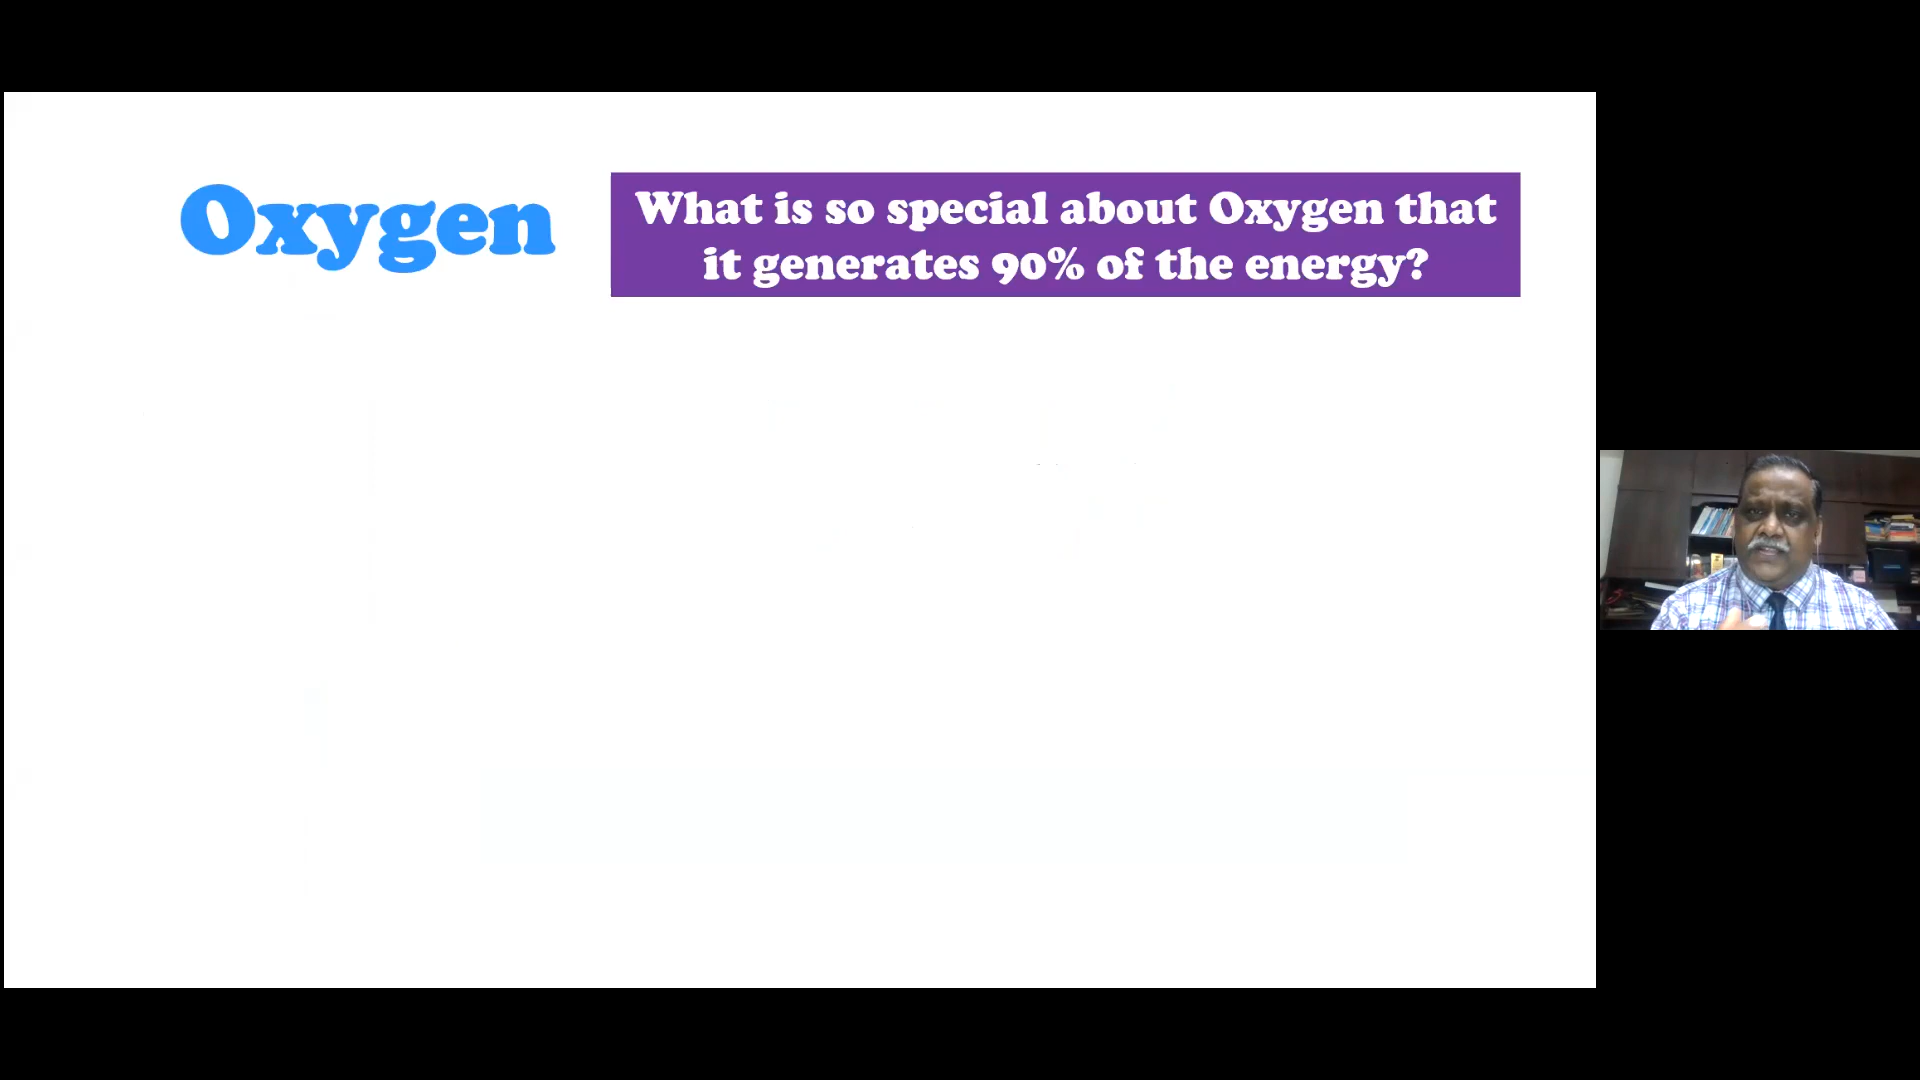 Oxygen
What is so special about Oxygen that
it generates 90% of the energy?